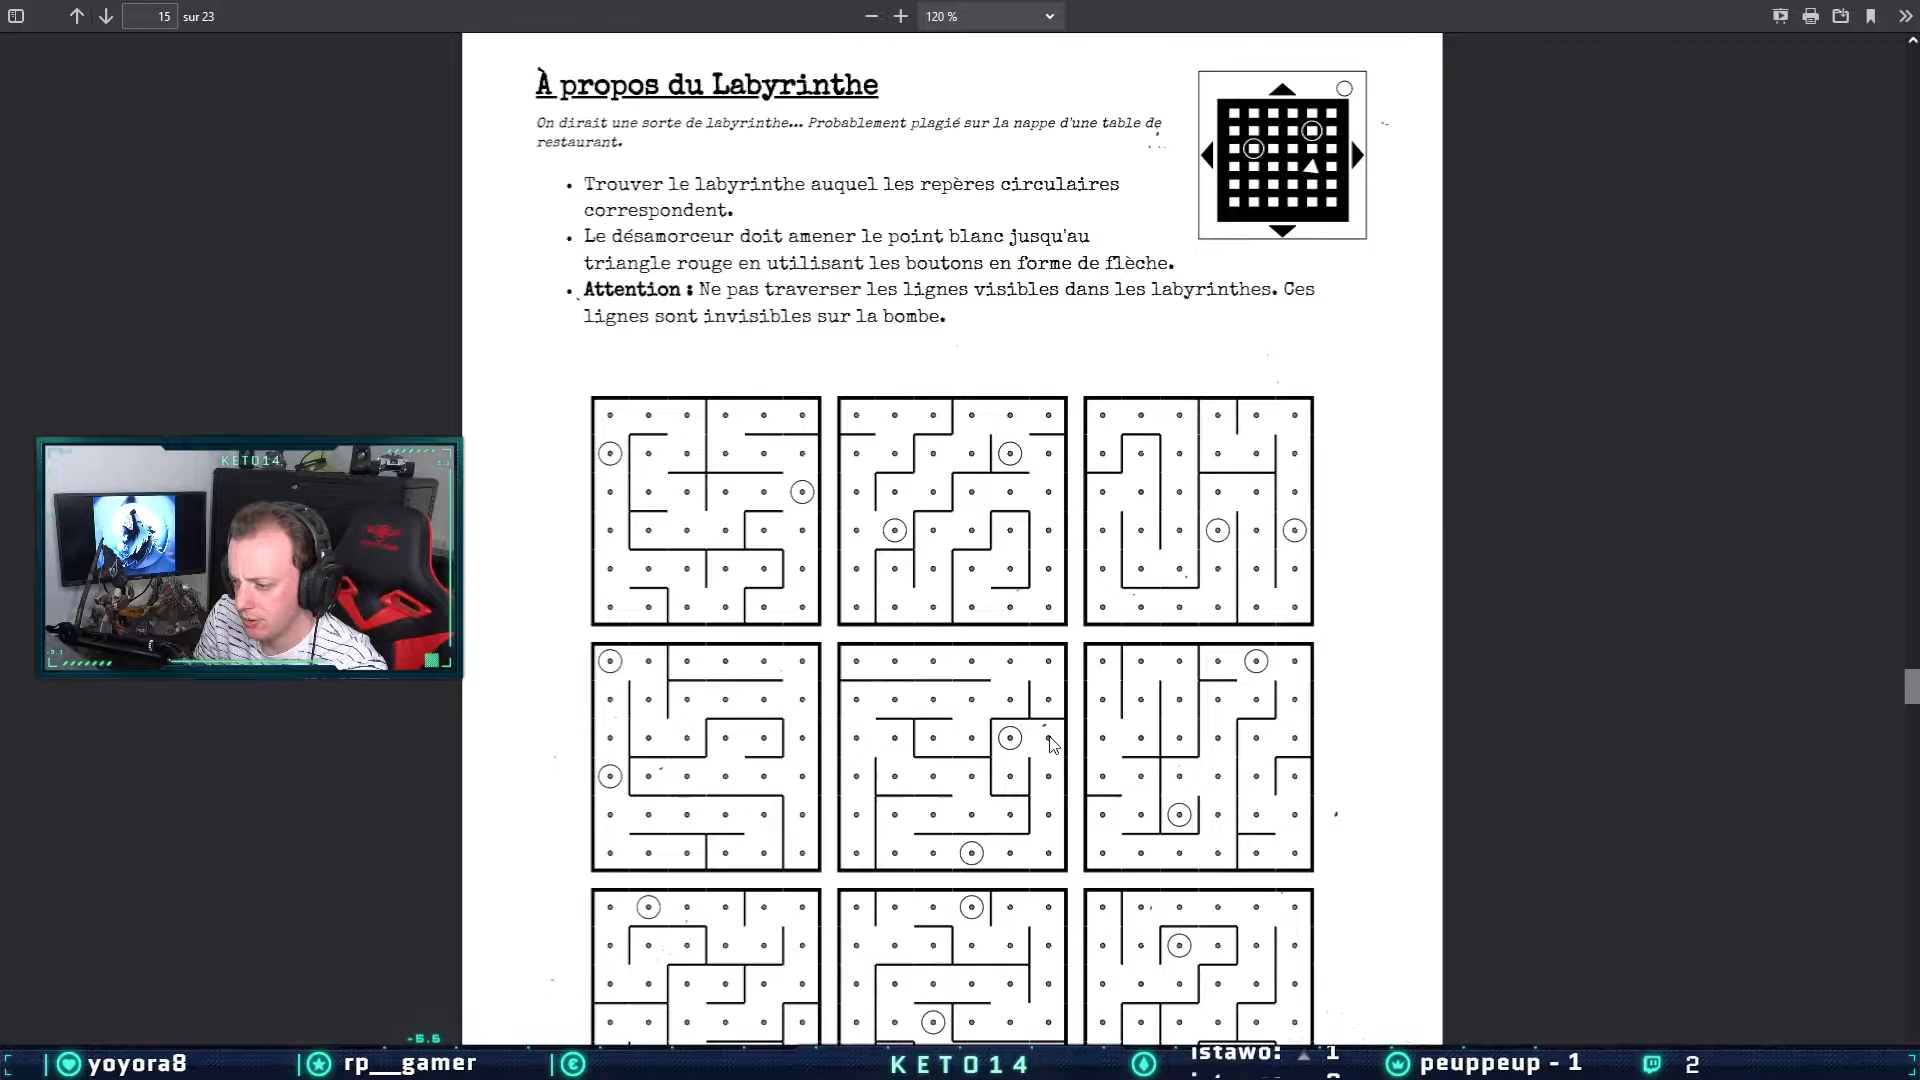 15 sur 23
120 %
À propos du Labyrinthe
On dirait une sorte de labyrinthe... Probablement plagié sur la nappe d'une table de
restaurant.
• Trouver le labyrinthe auquel les repères circulaires
correspondent.
• Le désamorceur doit amener le point blanc jusqu'au
triangle rouge en utilisant les boutons en forme de flèche.
• Attention : Ne pas traverser les lignes visibles dans les labyrinthes. Ces
lignes sont invisibles sur la bombe.
KETO14
-5.5
yoyora8
rp__gamer
KETO14
istawo: 1
peuppeup - 1
2